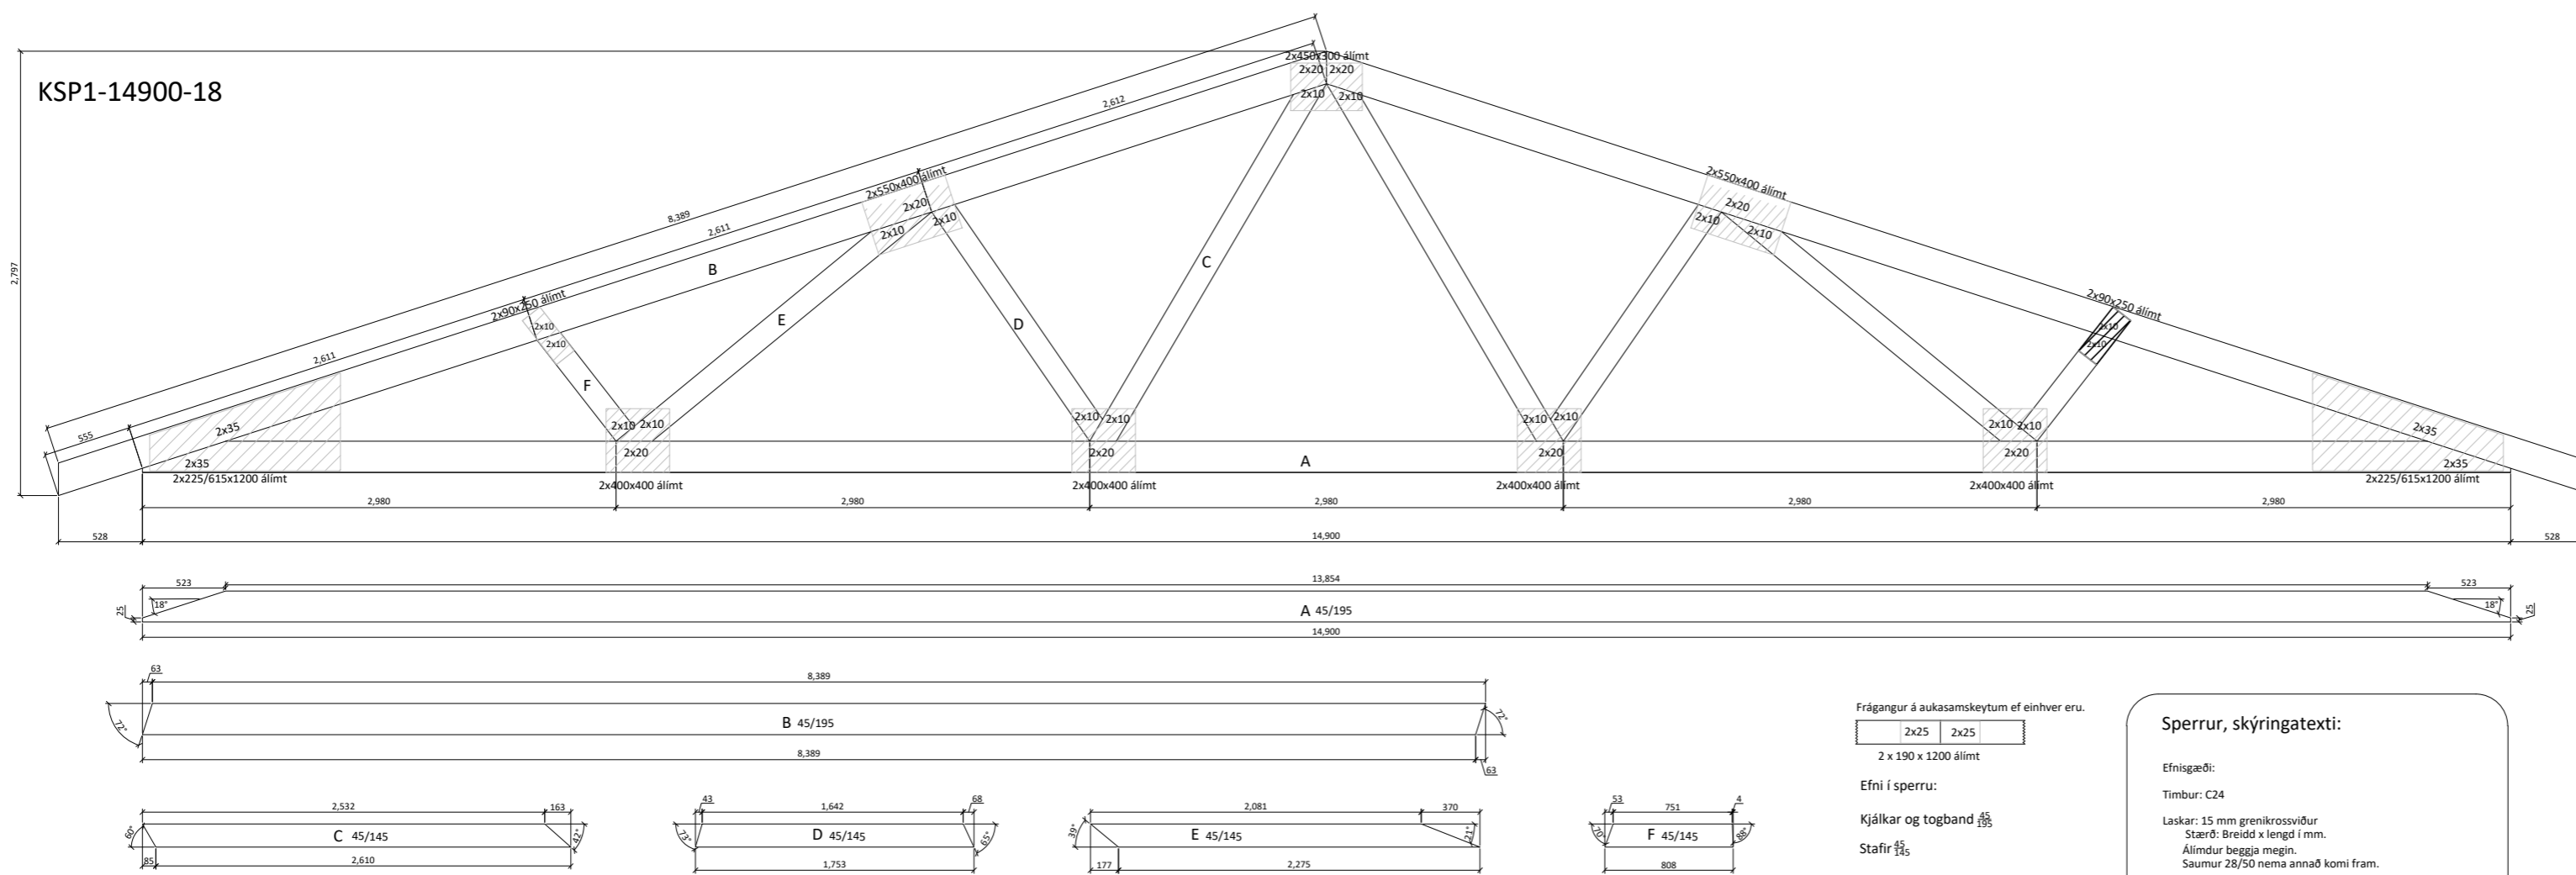 KSP1-14900-18
2x450x300 álímt
2x20
2x20
2x10
2x10
2,612
8,389
2,611
2,611
555
2,797
2x550x400 álímt
2x20
2x10
2x10
2x550x400 álímt
2x20
2x10
2x10
C
B
E
D
F
2x90x250 álímt
2x10
2x10
2x90x250 álímt
2x10
2x10
2x35
2x35
2x225/615x1200 álímt
2x10
2x10
2x20
2x400x400 álímt
2x10
2x10
2x20
2x400x400 álímt
A
2x10
2x10
2x20
2x400x400 álímt
2x10
2x10
2x20
2x400x400 álímt
2x35
2x35
2x225/615x1200 álímt
2,980
2,980
2,980
2,980
2,980
528
14,900
528
523
13,854
523
25
18°
A 45/195
18°
25
14,900
63
8,389
72°
B 45/195
72°
8,389
63
2,532
163
60°
C 45/145
42°
85
2,610
43
1,642
68
73°
D 45/145
65°
1,753
2,081
370
39°
E 45/145
21°
177
2,275
53
751
4
70°
F 45/145
88°
808
Frágangur á aukasamskeytum ef einhver eru.
2x25
2x25
2 x 190 x 1200 álímt
Efni í sperru:
Kjálkar og togband 45/195
Stafir 45/145
Sperrur, skýringatexti:
Efnisgæði:
Timbur: C24
Laskar: 15 mm grenikrossviður
Stærð: Breidd x lengd í mm.
Álímdur beggja megin.
Saumur 28/50 nema annað komi fram.